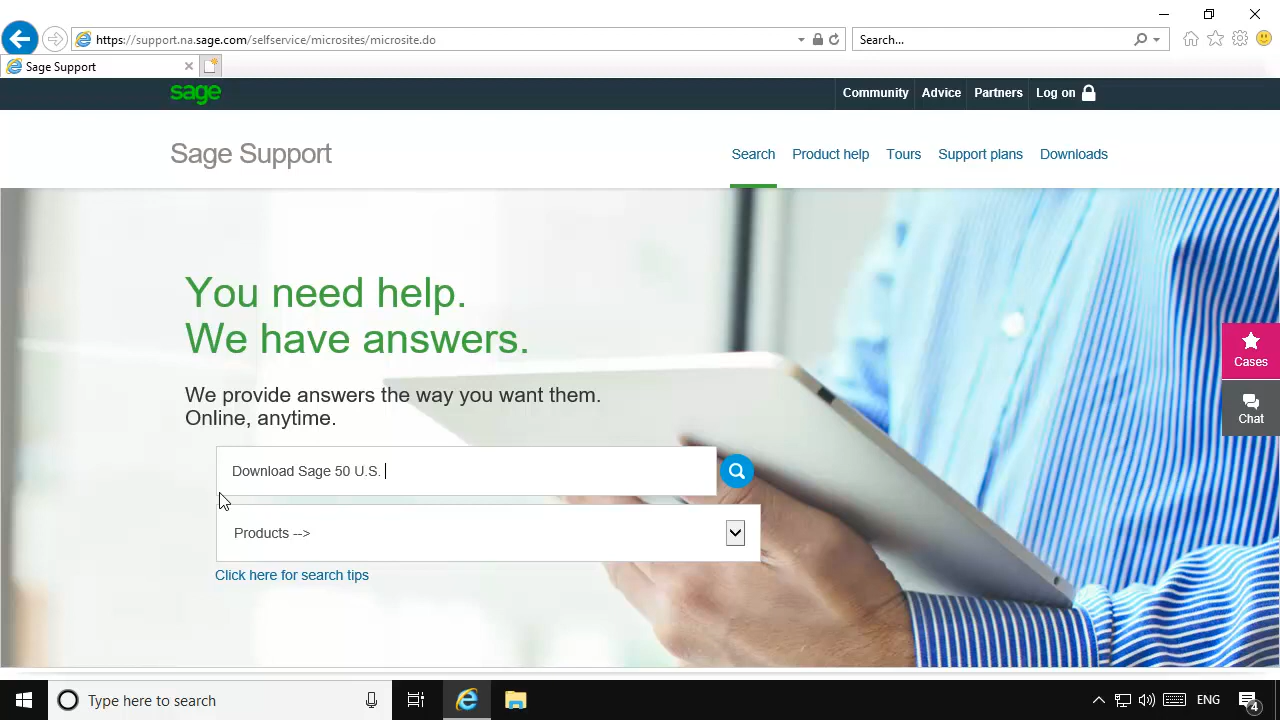 https://support.na.sage.com/selfservice/microsites/microsite.do
Search...
Sage Support
sage
Community
Advice
Partners
Log on
Sage Support
Search
Product help
Tours
Support plans
Downloads
You need help.
We have answers.
We provide answers the way you want them.
Online, anytime.
Cases
Chat
Download Sage 50 U.S.
Products -->
Click here for search tips
Type here to search
ENG
4